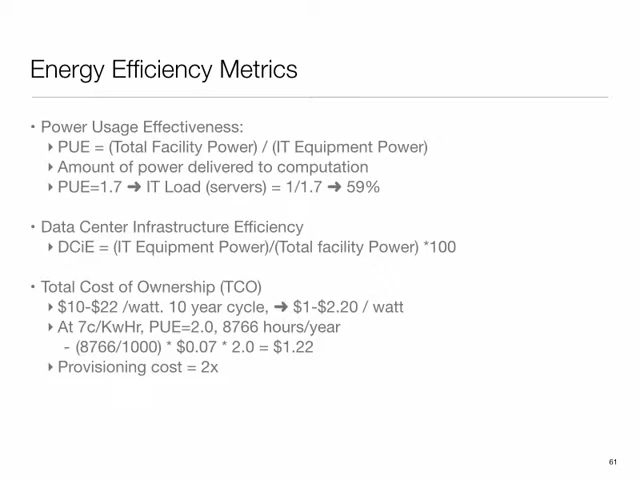 Energy Efficiency Metrics
• Power Usage Effectiveness:
‣ PUE = (Total Facility Power) / (IT Equipment Power)
‣ Amount of power delivered to computation
‣ PUE=1.7 ➜ IT Load (servers) = 1/1.7 ➜ 59%
• Data Center Infrastructure Efficiency
‣ DCiE = (IT Equipment Power)/(Total facility Power) *100
• Total Cost of Ownership (TCO)
‣ $10-$22 /watt. 10 year cycle, ➜ $1-$2.20 / watt
‣ At 7c/KwHr, PUE=2.0, 8766 hours/year
- (8766/1000) * $0.07 * 2.0 = $1.22
‣ Provisioning cost = 2x
61